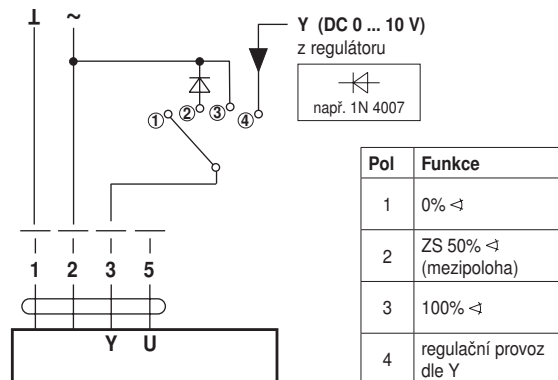 ⊥ ~
Y (DC 0 ... 10 V)
z regulátoru
např. 1N 4007
1 2 3 4
Pol Funkce
1 0% ∢
2 ZS 50% ∢
(mezipoloha)
3 100% ∢
4 regulační provoz
dle Y
1 2 3 5
Y U